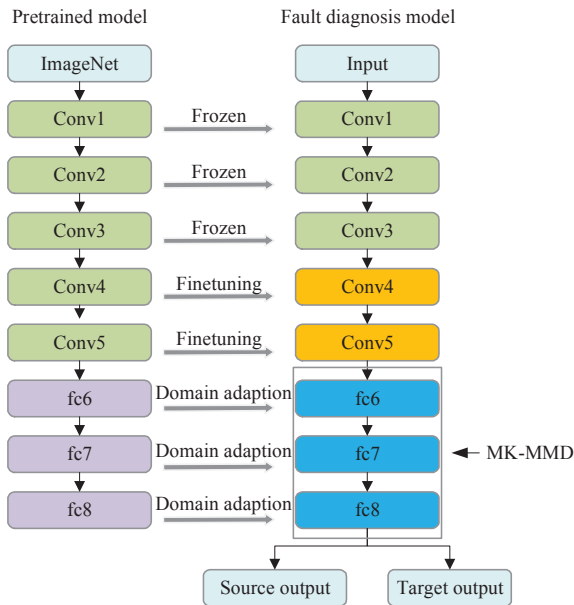 Pretrained model Fault diagnosis model
ImageNet Input
Conv1 Frozen Conv1
Conv2 Frozen Conv2
Conv3 Frozen Conv3
Conv4 Finetuning Conv4
Conv5 Finetuning Conv5
fc6 Domain adaption fc6
fc7 Domain adaption fc7 MK-MMD
fc8 Domain adaption fc8
Source output Target output